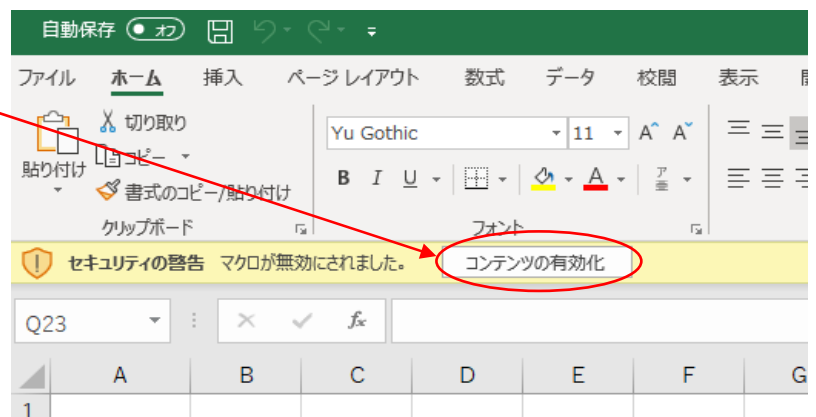 自動保存 オフ
ファイル ホーム 挿入 ページ レイアウト 数式 データ 校閲 表示
貼り付け
切り取り
コピー
書式のコピー/貼り付け
クリップボード
Yu Gothic 11 A A
B I U A ア亜
フォント
セキュリティの警告 マクロが無効にされました。 コンテンツの有効化
Q23 fx
A B C D E F G
1